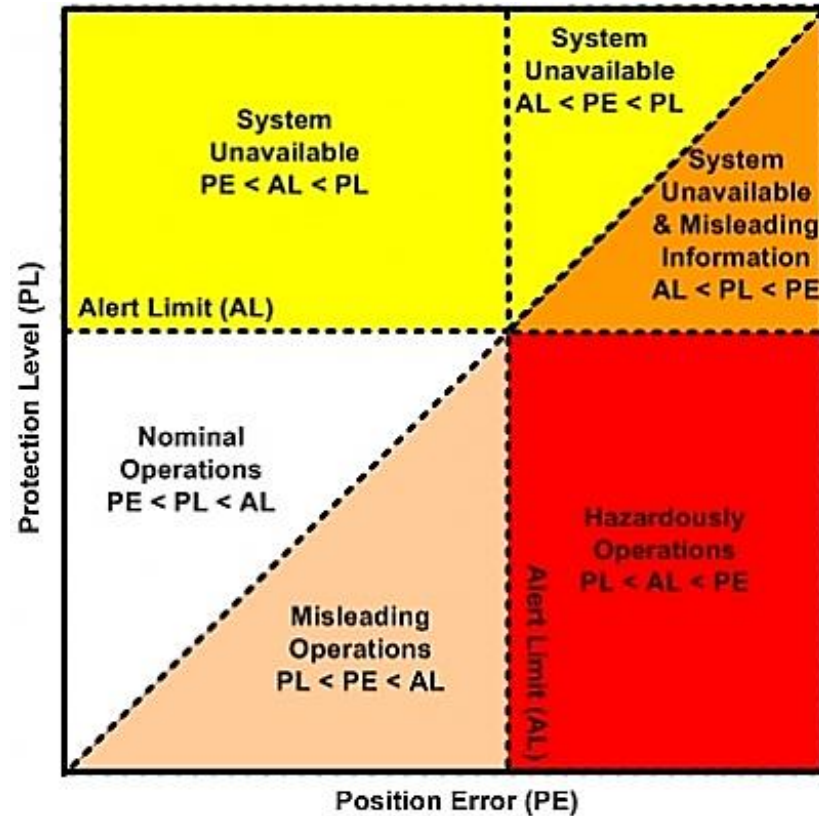 System
Unavailable
AL < PE < PL
System
Unavailable
PE < AL < PL
System
Unavailable
& Misleading
Information
AL < PL < PE
Alert Limit (AL)
Protection Level (PL)
Nominal
Operations
PE < PL < AL
Hazardously
Operations
PL < AL < PE
Alert Limit (AL)
Misleading
Operations
PL < PE < AL
Position Error (PE)